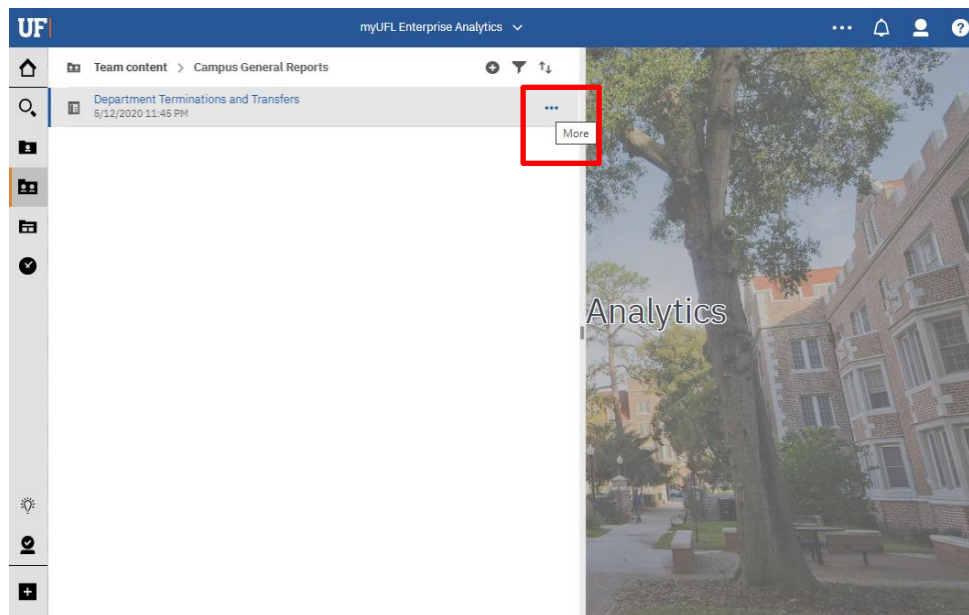 UF
myUFL Enterprise Analytics
Team content > Campus General Reports
Department Terminations and Transfers
5/12/2020 11:45 PM
More
Analytics